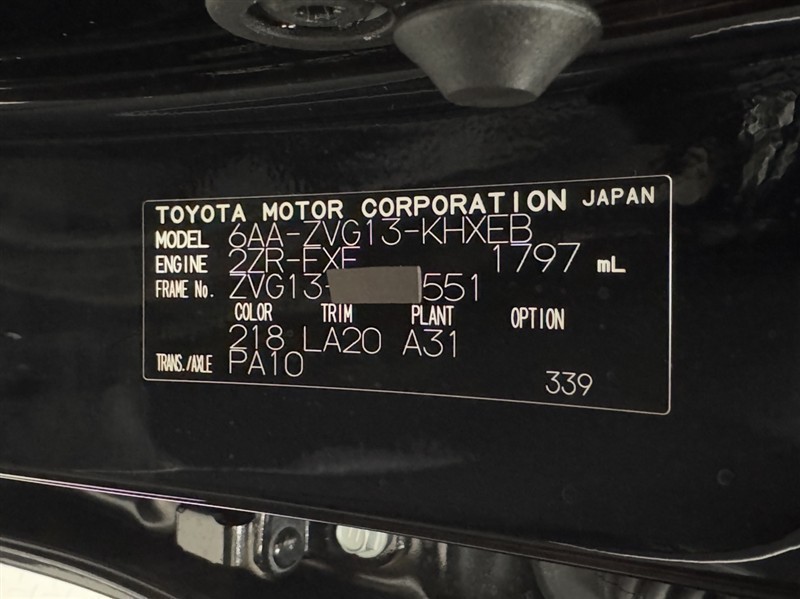 TOYOTA MOTOR CORPORATION JAPAN
MODEL 6AA-ZVG13-KHXEB
ENGINE 2ZR-FXE 1797 mL
FRAME No. ZVG13- 551
COLOR TRIM PLANT OPTION
218 LA20 A31
TRANS./AXLE PA10
339